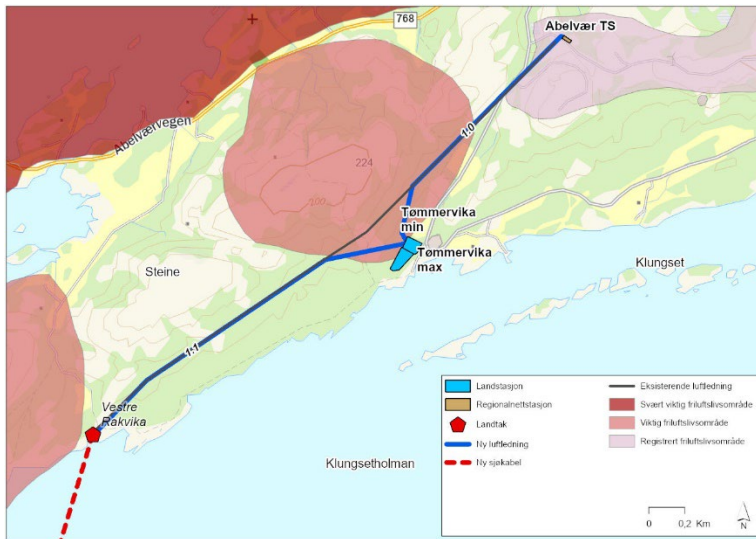 768
Abelvær TS
Abelværvegen
1:0
224
200
Tømmervika
min
Tømmervika
max
Steine
Klungset
1:1
Vestre
Rakvika
Klungsetholman
Landstasjon
Regionalnettstasjon
Landtak
Ny luftledning
Ny sjøkabel
Eksisterende luftledning
Svært viktig friluftslivsområde
Viktig friluftslivsområde
Registrert friluftslivsområde
0 0,2 Km
N